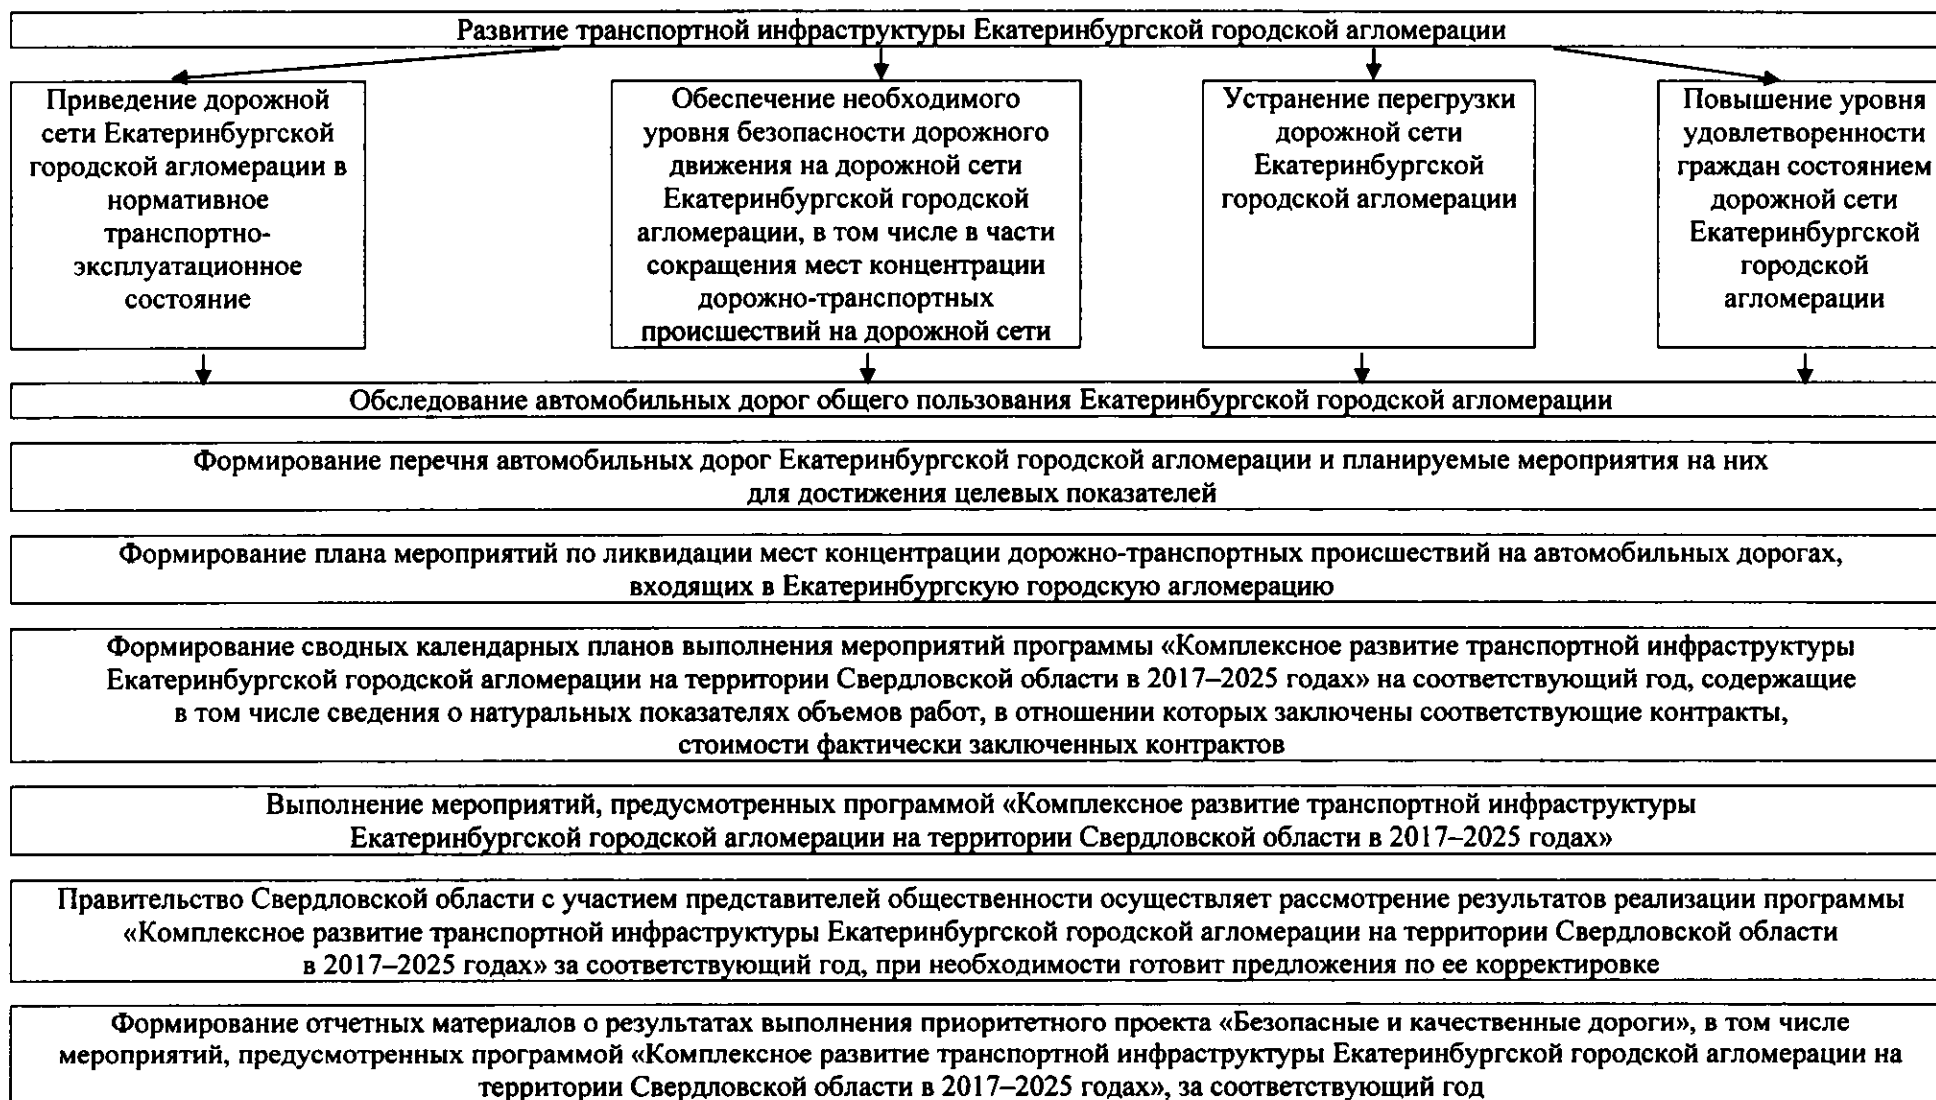 Развитие транспортной инфраструктуры Екатеринбургской городской агломерации
Приведение дорожной
сети Екатеринбургской
городской агломерации в
нормативное
транспортно-
эксплуатационное
состояние
Обеспечение необходимого
уровня безопасности дорожного
движения на дорожной сети
Екатеринбургской городской
агломерации, в том числе в части
сокращения мест концентрации
дорожно-транспортных
происшествий на дорожной сети
Устранение перегрузки
дорожной сети
Екатеринбургской
городской агломерации
Повышение уровня
удовлетворенности
граждан состоянием
дорожной сети
Екатеринбургской
городской
агломерации
Обследование автомобильных дорог общего пользования Екатеринбургской городской агломерации
Формирование перечня автомобильных дорог Екатеринбургской городской агломерации и планируемые мероприятия на них
для достижения целевых показателей
Формирование плана мероприятий по ликвидации мест концентрации дорожно-транспортных происшествий на автомобильных дорогах,
входящих в Екатеринбургскую городскую агломерацию
Формирование сводных календарных планов выполнения мероприятий программы «Комплексное развитие транспортной инфраструктуры
Екатеринбургской городской агломерации на территории Свердловской области в 2017–2025 годах» на соответствующий год, содержащие
в том числе сведения о натуральных показателях объемов работ, в отношении которых заключены соответствующие контракты,
стоимости фактически заключенных контрактов
Выполнение мероприятий, предусмотренных программой «Комплексное развитие транспортной инфраструктуры
Екатеринбургской городской агломерации на территории Свердловской области в 2017–2025 годах»
Правительство Свердловской области с участием представителей общественности осуществляет рассмотрение результатов реализации программы
«Комплексное развитие транспортной инфраструктуры Екатеринбургской городской агломерации на территории Свердловской области
в 2017–2025 годах» за соответствующий год, при необходимости готовит предложения по ее корректировке
Формирование отчетных материалов о результатах выполнения приоритетного проекта «Безопасные и качественные дороги», в том числе
мероприятий, предусмотренных программой «Комплексное развитие транспортной инфраструктуры Екатеринбургской городской агломерации на
территории Свердловской области в 2017–2025 годах», за соответствующий год